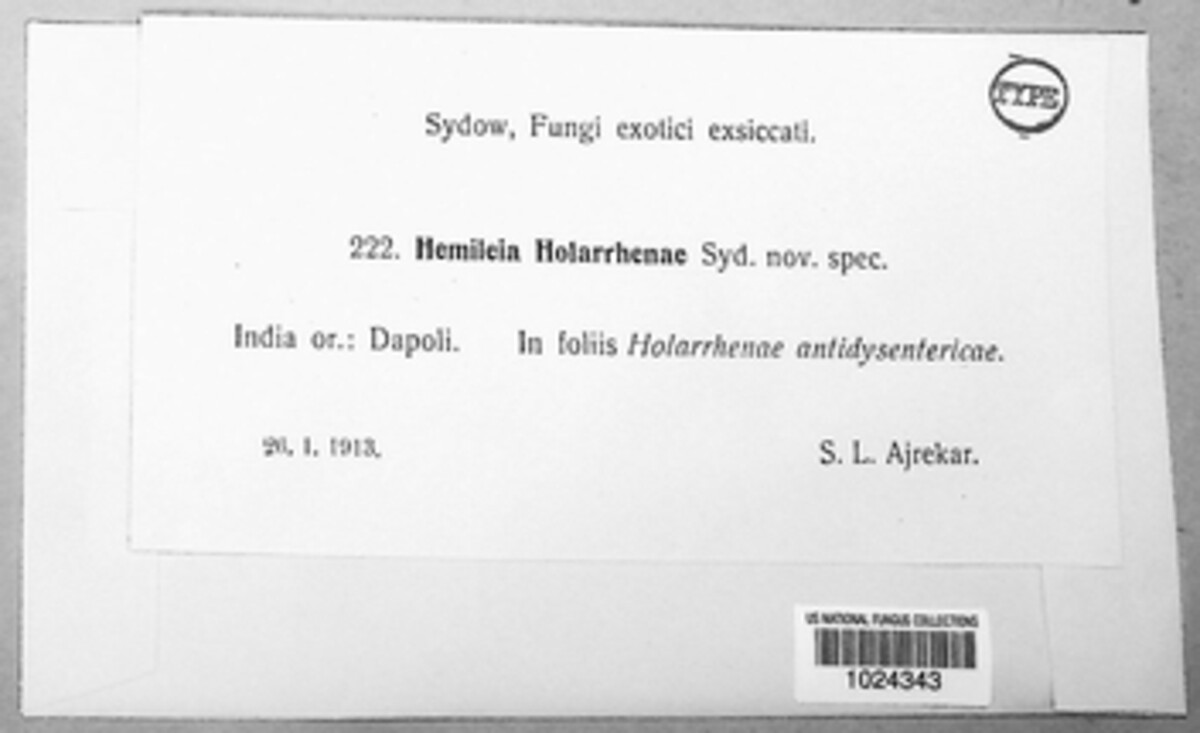 TYPE
Sydow, Fungi exotici exsiccati.
222. Hemileia Holarrhenae Syd. nov. spec.
India or.: Dapoli. In foliis Holarrhenae antidysentericae.
26. 1. 1913. S. L. Ajrekar.
US NATIONAL FUNGUS COLLECTIONS
1024343